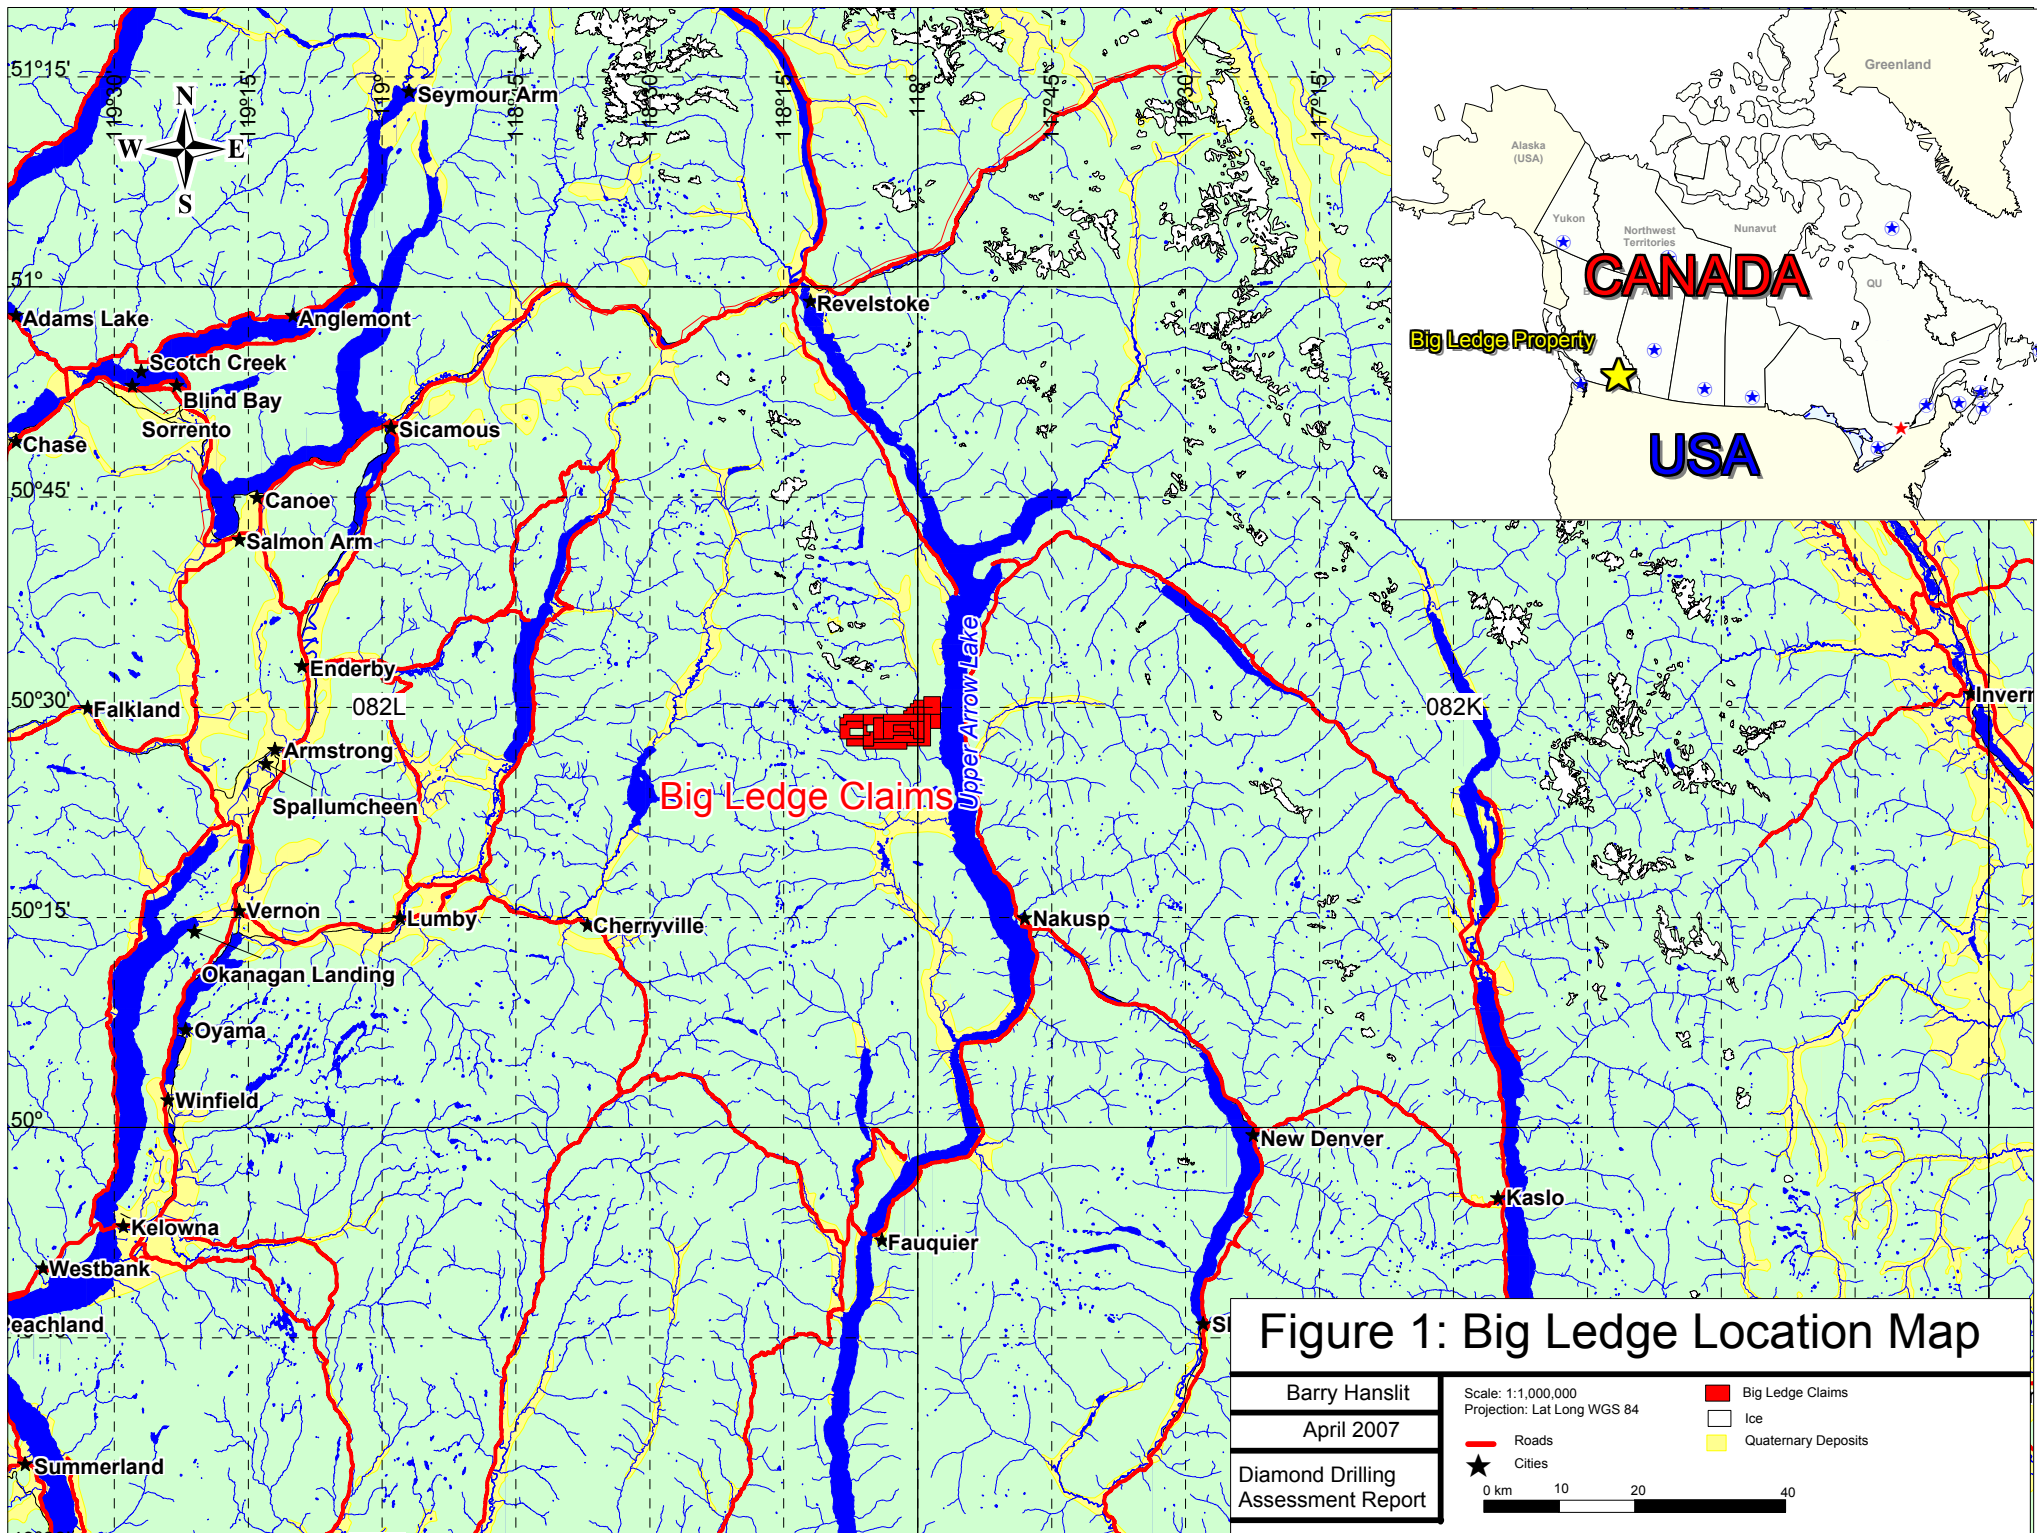 51°15'
51°
50°45'
50°30'
50°15'
50°
119°30'
119°15'
119°
118°45'
118°30'
118°15'
118°
117°45'
117°30'
117°15'
N
W E
S
Seymour Arm
Revelstoke
Adams Lake
Anglemont
Scotch Creek
Blind Bay
Sorrento
Sicamous
Chase
Canoe
Salmon Arm
Enderby
082L
Falkland
Armstrong
Spallumcheen
Big Ledge Claims
Upper Arrow Lake
082K
Vernon
Lumby
Cherryville
Nakusp
Okanagan Landing
Oyama
Winfield
New Denver
Kaslo
Kelowna
Fauquier
Westbank
eachland
Summerland
Inverr
Sl
Greenland
Alaska
(USA)
Yukon
Northwest
Territories
Nunavut
CANADA
QU
Big Ledge Property
USA
Figure 1: Big Ledge Location Map
Barry Hanslit
April 2007
Diamond Drilling
Assessment Report
Scale: 1:1,000,000
Projection: Lat Long WGS 84
Roads
Cities
Big Ledge Claims
Ice
Quaternary Deposits
0 km 10 20 40